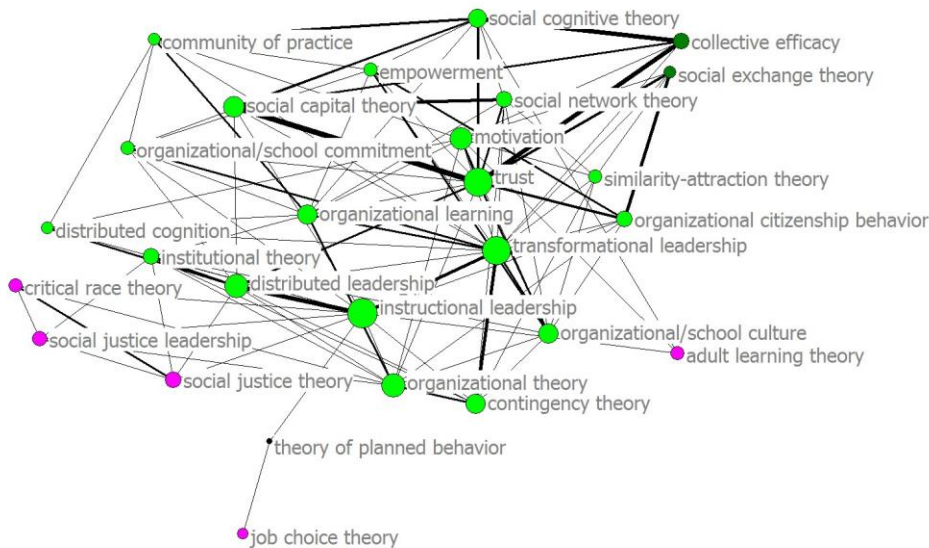 social cognitive theory
community of practice
collective efficacy
empowerment
social exchange theory
social capital theory
social network theory
motivation
organizational/school commitment
trust
similarity-attraction theory
organizational learning
organizational citizenship behavior
distributed cognition
transformational leadership
institutional theory
critical race theory
distributed leadership
instructional leadership
organizational/school culture
social justice leadership
adult learning theory
social justice theory
organizational theory
contingency theory
theory of planned behavior
job choice theory